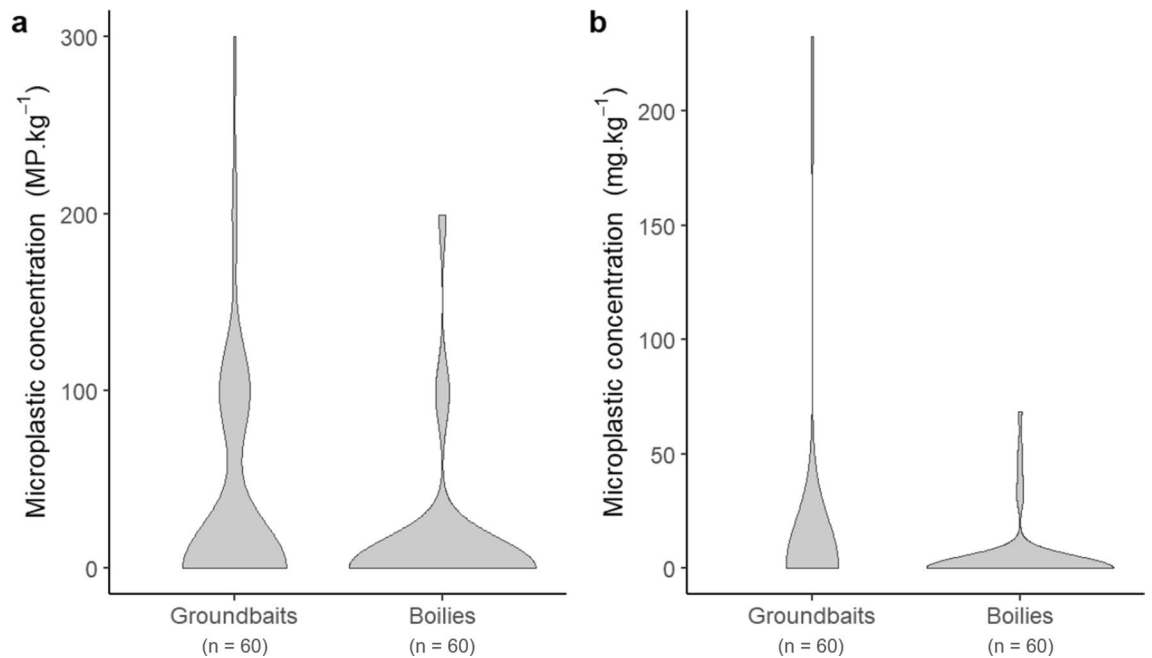 a
Microplastic concentration (MP.kg⁻¹)
300
200
100
0
Groundbaits
(n = 60)
Boilies
(n = 60)
b
Microplastic concentration (mg.kg⁻¹)
200
150
100
50
0
Groundbaits
(n = 60)
Boilies
(n = 60)